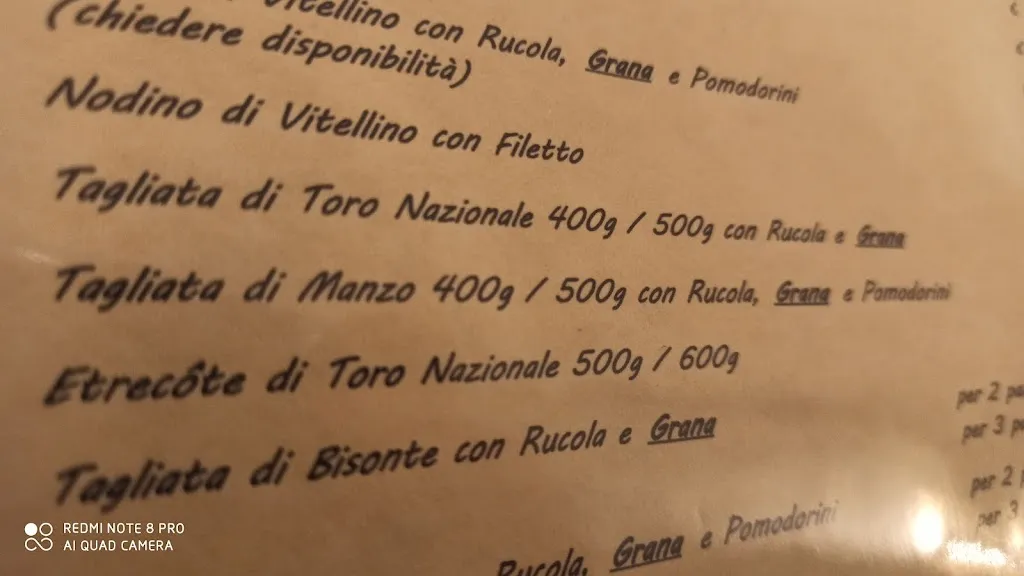 Vitellino con Rucola, Grana e Pomodorini
(chiedere disponibilità)
Nodino di Vitellino con Filetto
Tagliata di Toro Nazionale 400g / 500g con Rucola e Grana
Tagliata di Manzo 400g / 500g con Rucola, Grana e Pomodorini
Etrecôte di Toro Nazionale 500g / 600g
per 2
per 3
Tagliata di Bisonte con Rucola e Grana
per 2
per 3
Rucola, Grana e Pomodorini
REDMI NOTE 8 PRO
AI QUAD CAMERA